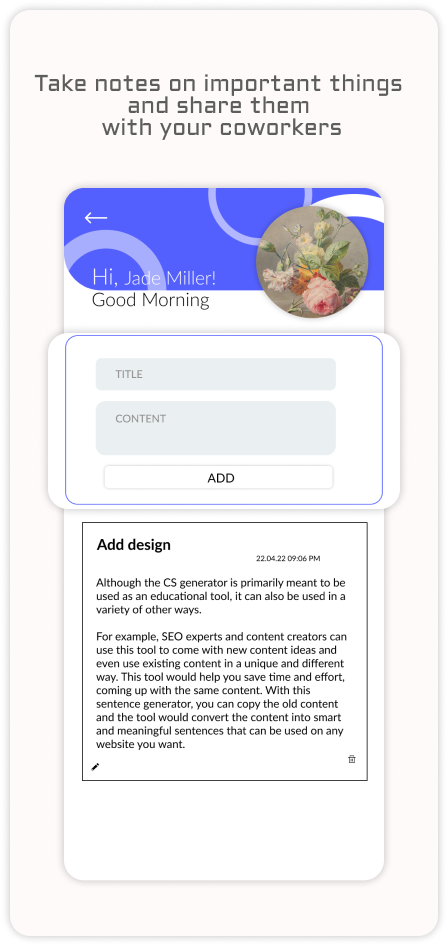 Take notes on important things
and share them
with your coworkers
Hi, Jade Miller!
Good Morning
TITLE
CONTENT
ADD
Add design
22.04.22 09:06 PM
Although the CS generator is primarily meant to be
used as an educational tool, it can also be used in a
variety of other ways.
For example, SEO experts and content creators can
use this tool to come with new content ideas and
even use existing content in a unique and different
way. This tool would help you save time and effort,
coming up with the same content. With this
sentence generator, you can copy the old content
and the tool would convert the content into smart
and meaningful sentences that can be used on any
website you want.